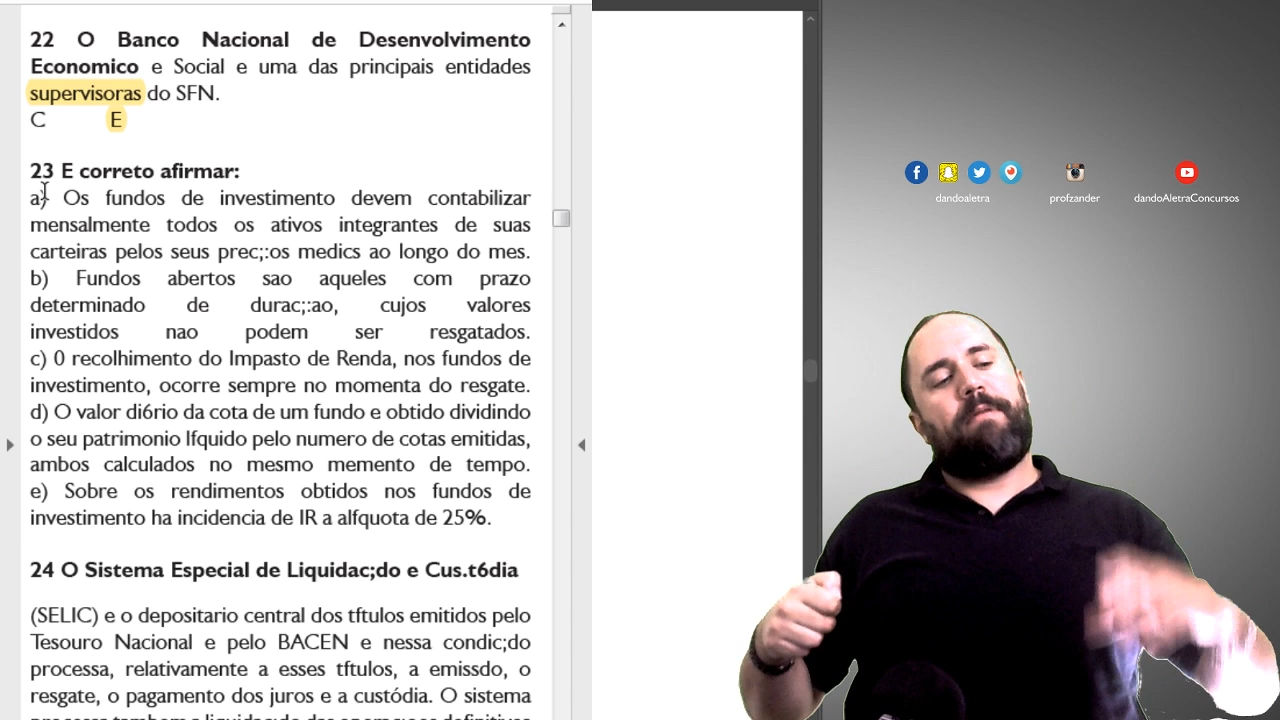 22 O Banco Nacional de Desenvolvimento
Economico e Social e uma das principais entidades
supervisoras do SFN.
C E
23 E correto afirmar:
a) Os fundos de investimento devem contabilizar
mensalmente todos os ativos integrantes de suas
carteiras pelos seus prec;:os medics ao longo do mes.
b) Fundos abertos sao aqueles com prazo
determinado de durac;:ao, cujos valores
investidos nao podem ser resgatados.
c) 0 recolhimento do Impasto de Renda, nos fundos de
investimento, ocorre sempre no momenta do resgate.
d) O valor di6rio da cota de um fundo e obtido dividindo
o seu patrimonio lfquido pelo numero de cotas emitidas,
ambos calculados no mesmo memento de tempo.
e) Sobre os rendimentos obtidos nos fundos de
investimento ha incidencia de IR a alfquota de 25%.
24 O Sistema Especial de Liquidac;do e Cus.t6dia
(SELIC) e o depositario central dos tftulos emitidos pelo
Tesouro Nacional e pelo BACEN e nessa condic;do
processa, relativamente a esses tftulos, a emissdo, o
resgate, o pagamento dos juros e a custódia. O sistema
dandoaletra
profzander
dandoAletraConcursos